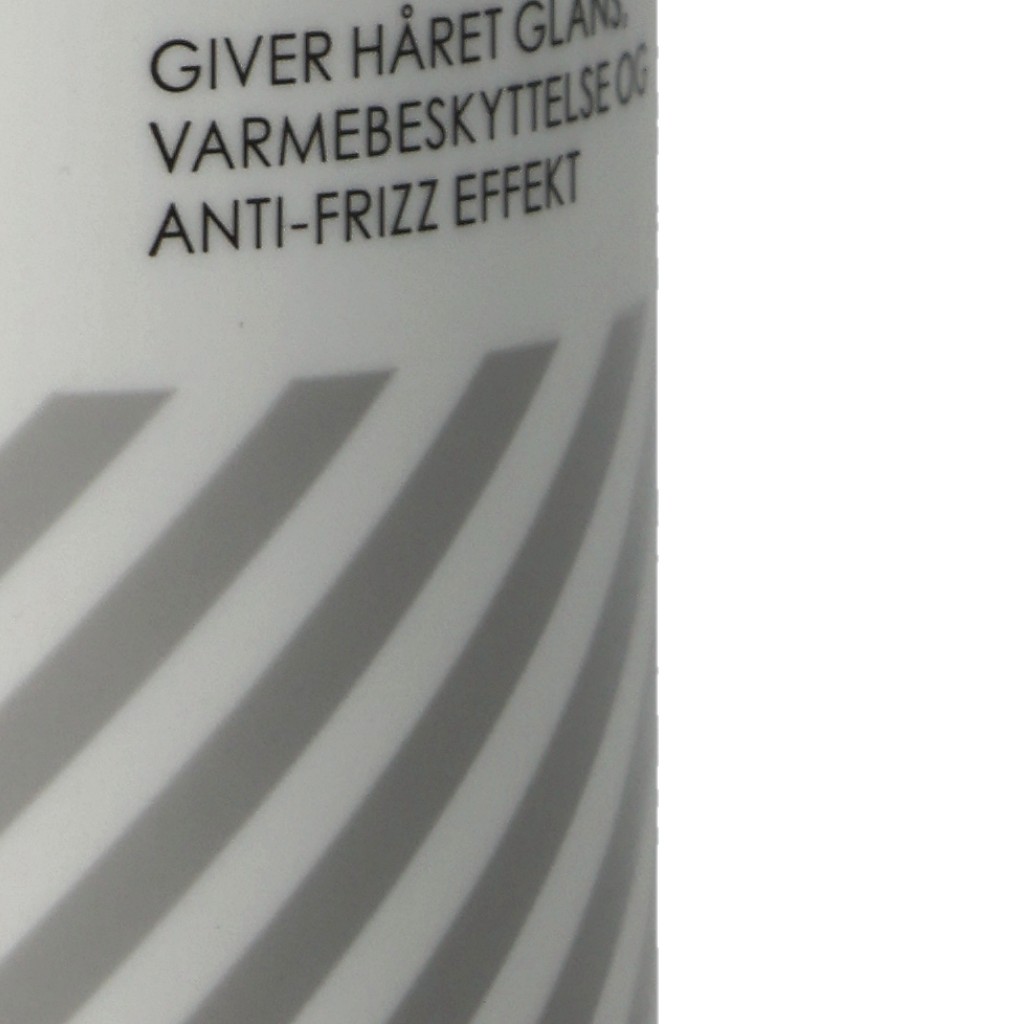 GIVER HÅRET GLANS,
VARMEBESKYTTELSE OG
ANTI-FRIZZ EFFEKT